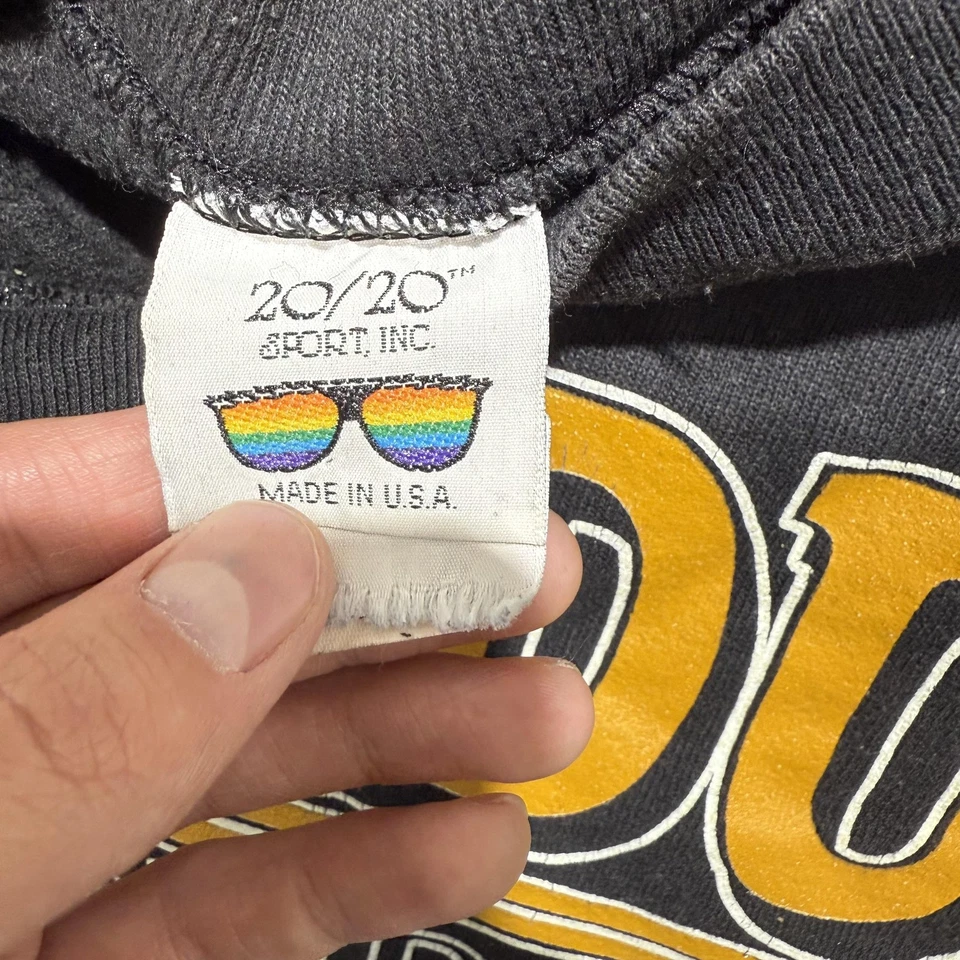 20/20™
SPORT, INC.
MADE IN U.S.A.